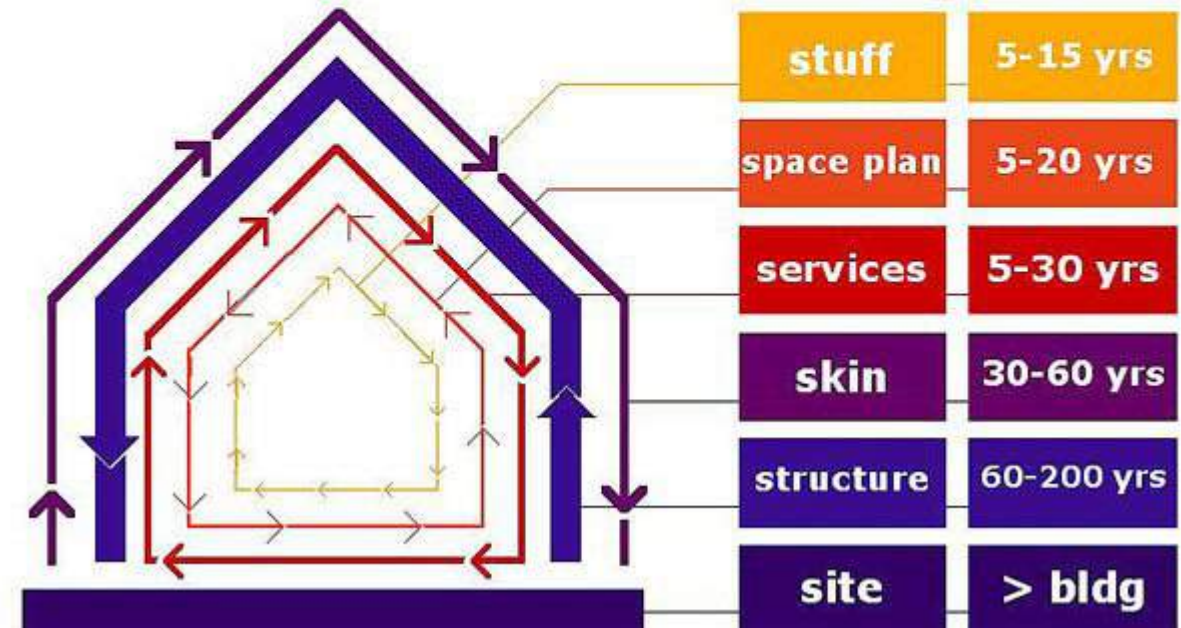 stuff 5-15 yrs
space plan 5-20 yrs
services 5-30 yrs
skin 30-60 yrs
structure 60-200 yrs
site > bldg